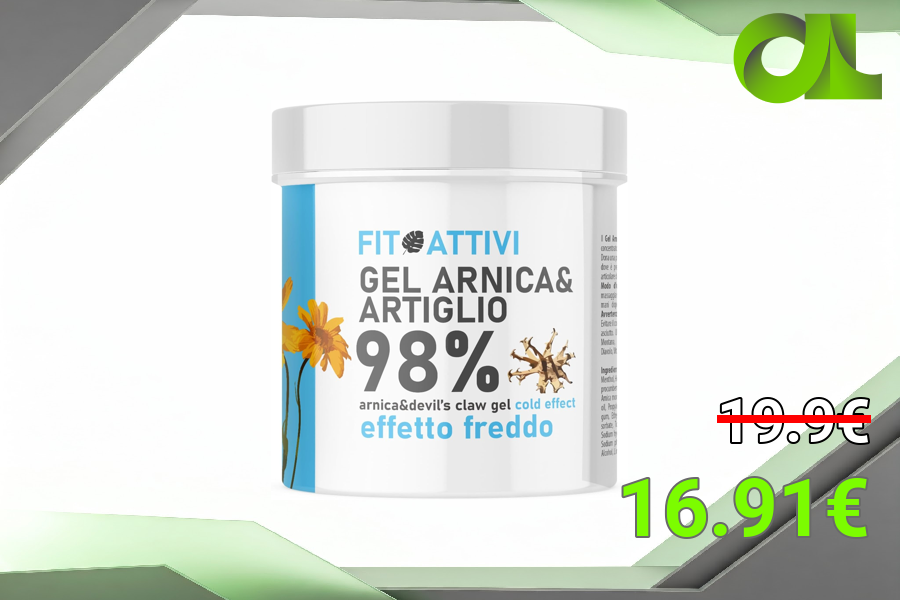 FIT ATTIVI
GEL ARNICA&
ARTIGLIO
98%
arnica&devil's claw gel cold effect
effetto freddo
19.9€
16.91€